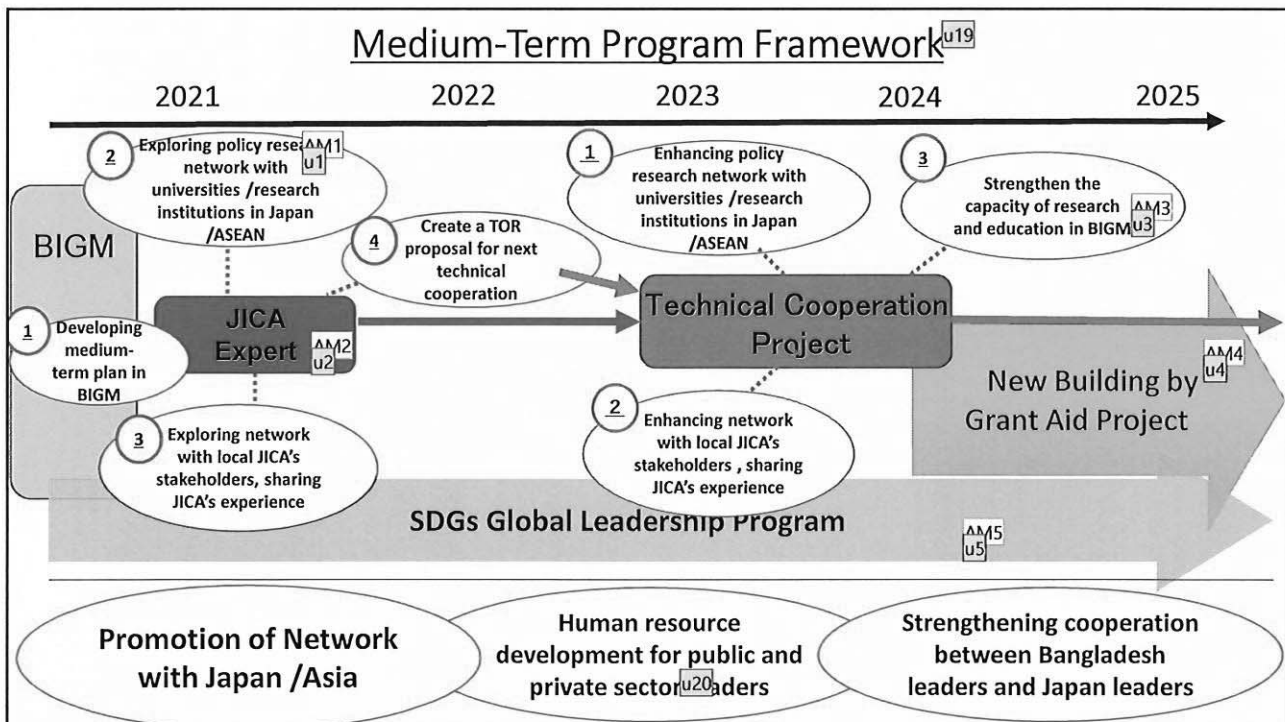 Medium-Term Program Framework
u19
2021
2022
2023
2024
2025
BIGM
1
Developing
medium-
term plan in
BIGM
2
Exploring policy
network with
universities /research
institutions in Japan
/ASEAN
AM1
u1
JICA
Expert
AM2
u2
3
Exploring network
with local JICA's
stakeholders, sharing
JICA's experience
4
Create a TOR
proposal for next
technical
cooperation
1
Enhancing policy
research network with
universities /research
institutions in Japan
/ASEAN
Technical Cooperation
Project
2
Enhancing network
with local JICA's
stakeholders , sharing
JICA's experience
3
Strengthen the
capacity of research
and education in BIGM
AM3
u3
New Building by
Grant Aid Project
AM4
u4
SDGs Global Leadership Program
AM5
u5
Promotion of Network
with Japan /Asia
Human resource
development for public and
private sector
u20
Strengthening cooperation
between Bangladesh
leaders and Japan leaders